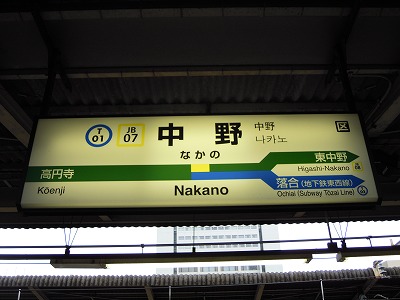 T
01
JB
07
中野
中野
나카노
区
なかの
高円寺
Kōenji
Nakano
東中野
Higashi-Nakano
落合(地下鉄東西線)
Ochiai (Subway Tōzai Line)